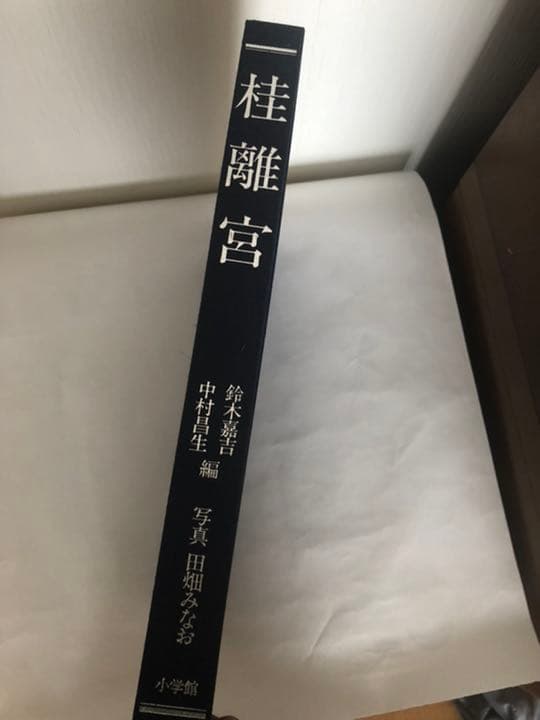 桂離宮
鈴木嘉吉
中村昌生 編
写真 田畑みなお
小学館